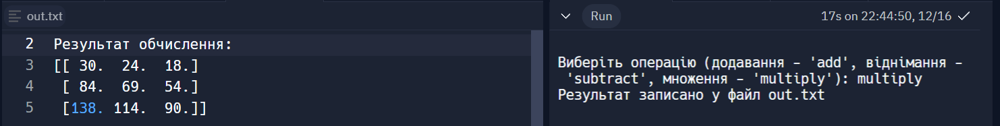 out.txt
2 Результат обчислення:
3 [[ 30.  24.  18.]
4  [ 84.  69.  54.]
5  [138. 114.  90.]]
Run
17s on 22:44:50, 12/16
Виберіть операцію (додавання - 'add', віднімання -
'subtract', множення - 'multiply'): multiply
Результат записано у файл out.txt